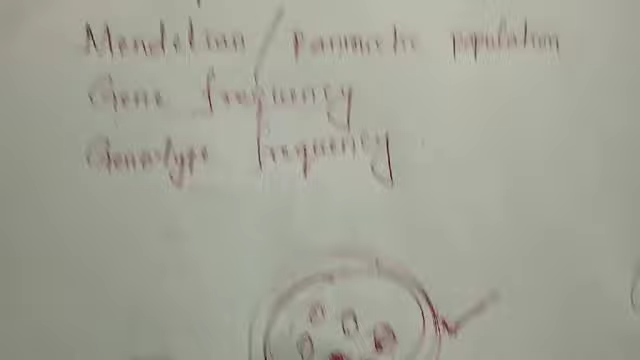 Mendelian / Panmictic population
Gene frequency
Genotype frequency